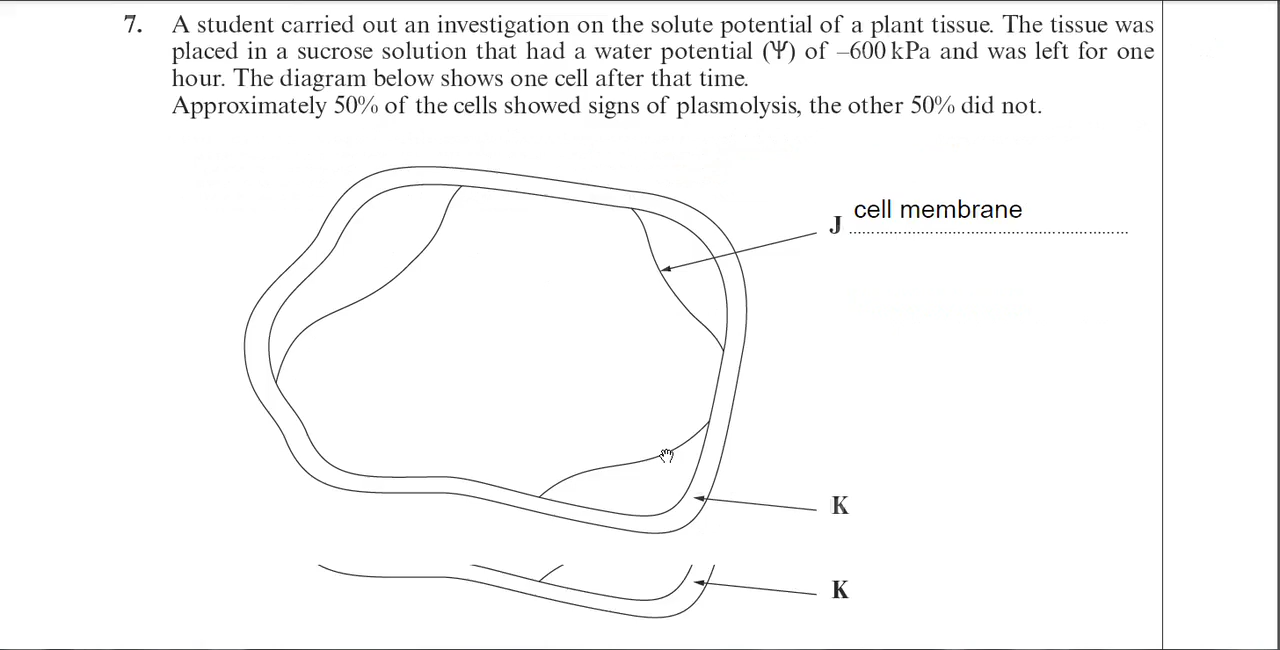 7. A student carried out an investigation on the solute potential of a plant tissue. The tissue was
placed in a sucrose solution that had a water potential (Ψ) of –600 kPa and was left for one
hour. The diagram below shows one cell after that time.
Approximately 50% of the cells showed signs of plasmolysis, the other 50% did not.
J cell membrane
K
K